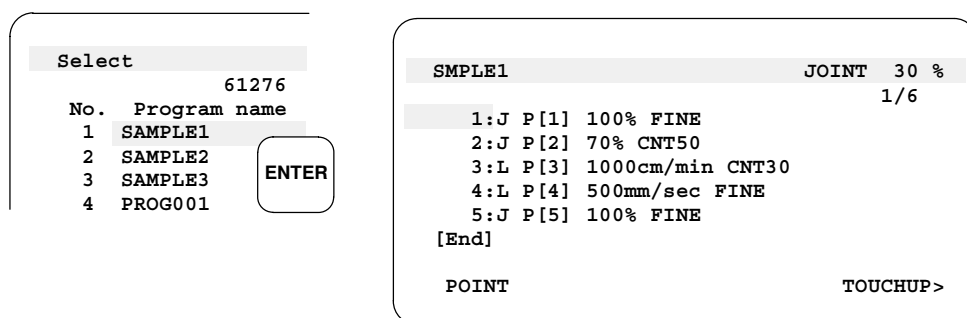 Select
61276
No. Program name
1 SAMPLE1
2 SAMPLE2
3 SAMPLE3
4 PROG001
ENTER
SMPLE1 JOINT 30 %
1/6
1:J P[1] 100% FINE
2:J P[2] 70% CNT50
3:L P[3] 1000cm/min CNT30
4:L P[4] 500mm/sec FINE
5:J P[5] 100% FINE
[End]
POINT TOUCHUP>